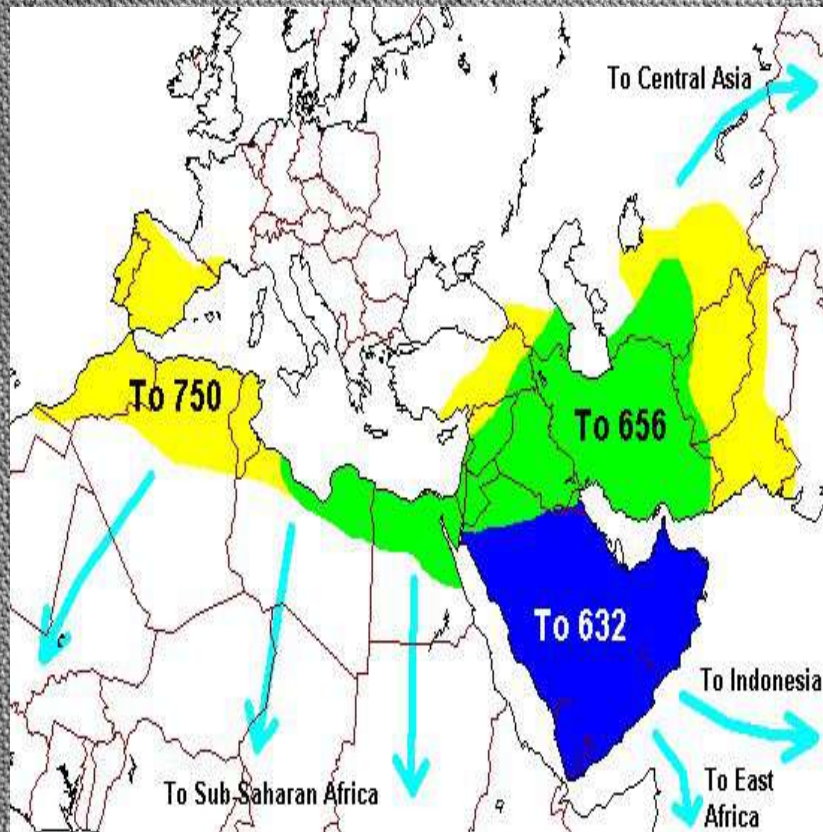 To Central Asia
To 750
To 656
To 632
To Indonesia
To East
Africa
To Sub-Saharan Africa